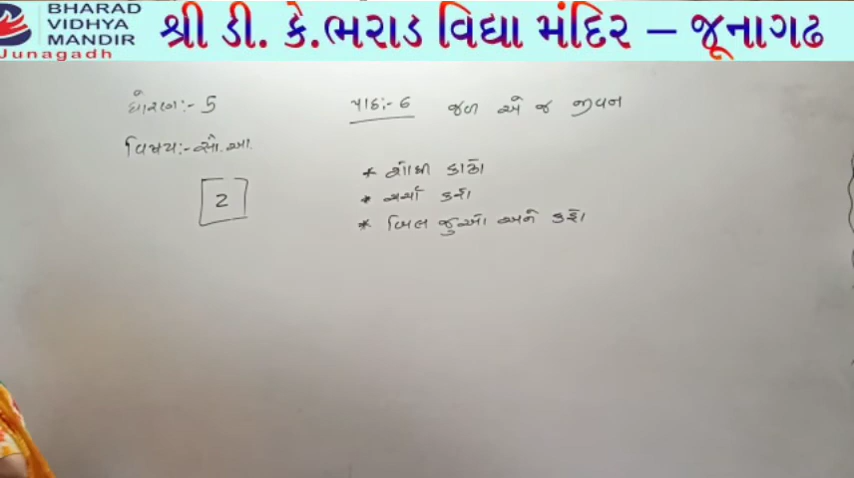 BHARAD
VIDHYA
MANDIR
Junagadh
શ્રી ડી. કે.ભરાડ વિદ્યા મંદિર – જૂનાગઢ
ધોરણ:- 5
પાઠ:- 6 જળ એ જ જીવન
વિષય:- સૌ.આ.
2
* શોધી કાઢો
* ચર્ચા કરો
* બિલ જુઓ અને કહો